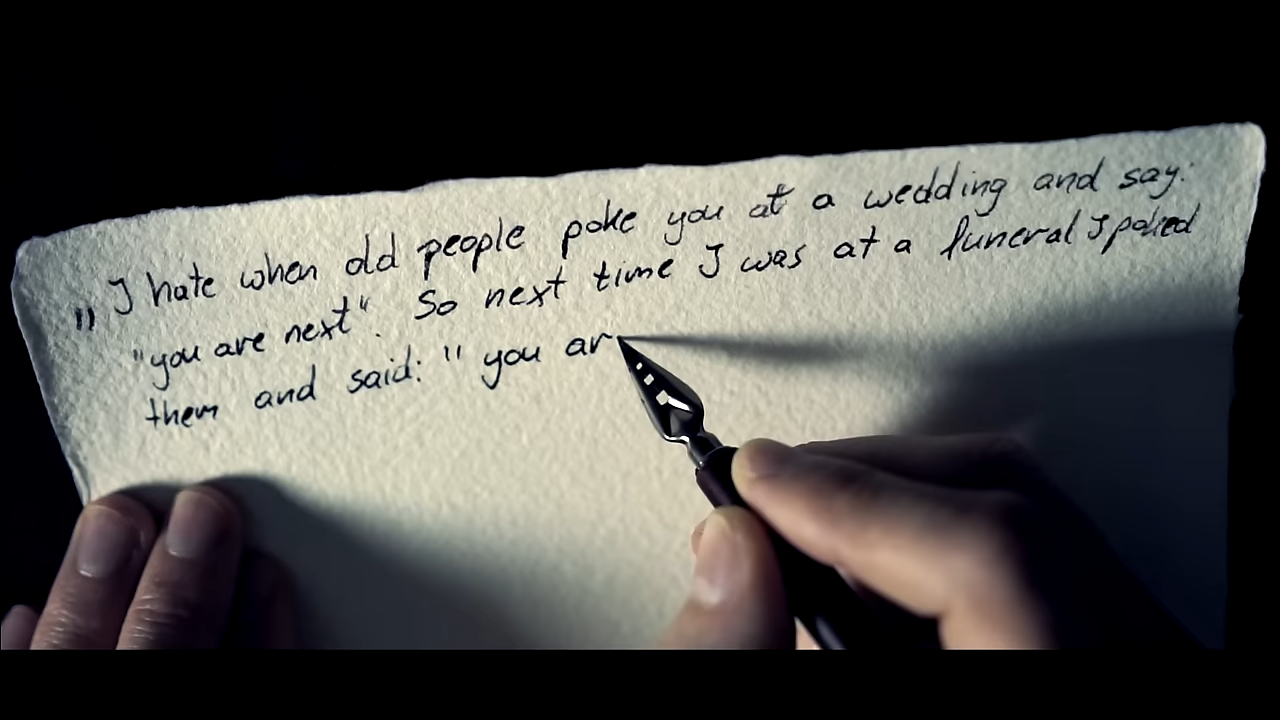 „ I hate when old people poke you at a wedding and say:
"you are next". So next time I was at a funeral I poked
them and said: " you ar